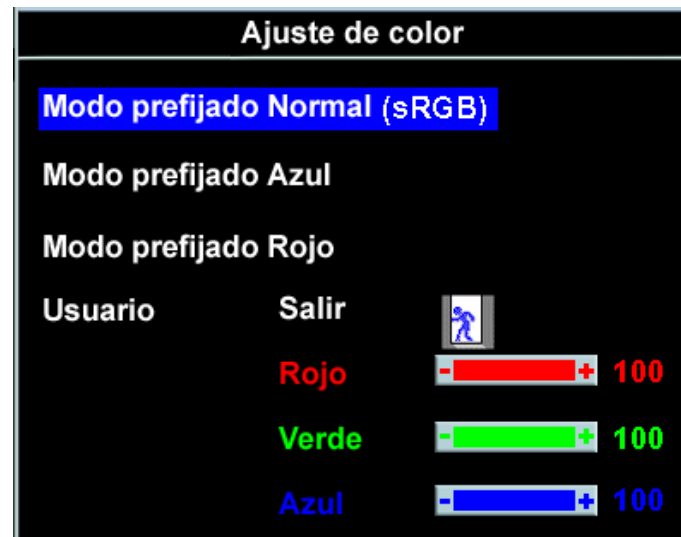 Ajuste de color
Modo prefijado Normal (sRGB)
Modo prefijado Azul
Modo prefijado Rojo
Usuario Salir
Rojo - + 100
Verde - + 100
Azul - + 100